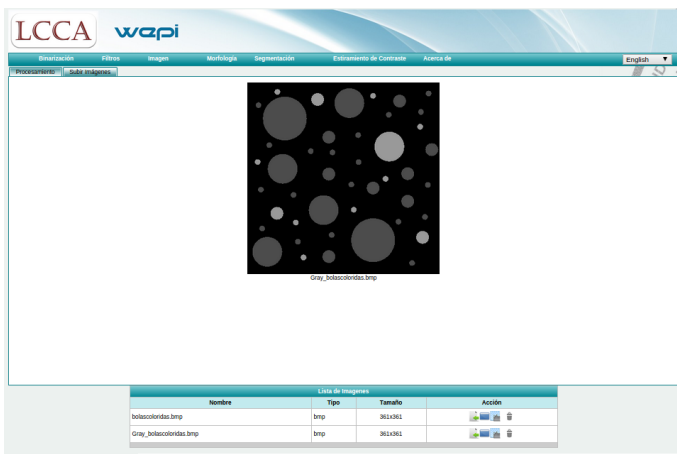 LCCA wepi
Binarización Filtros Imagen Morfología Segmentación Estiramiento de Contraste Acerca de English
Procesamiento Subir Imágenes
Gray_bolascoloridas.bmp
Lista de Imagenes
Nombre Tipo Tamaño Acción
bolascoloridas.bmp bmp 361x361
Gray_bolascoloridas.bmp bmp 361x361